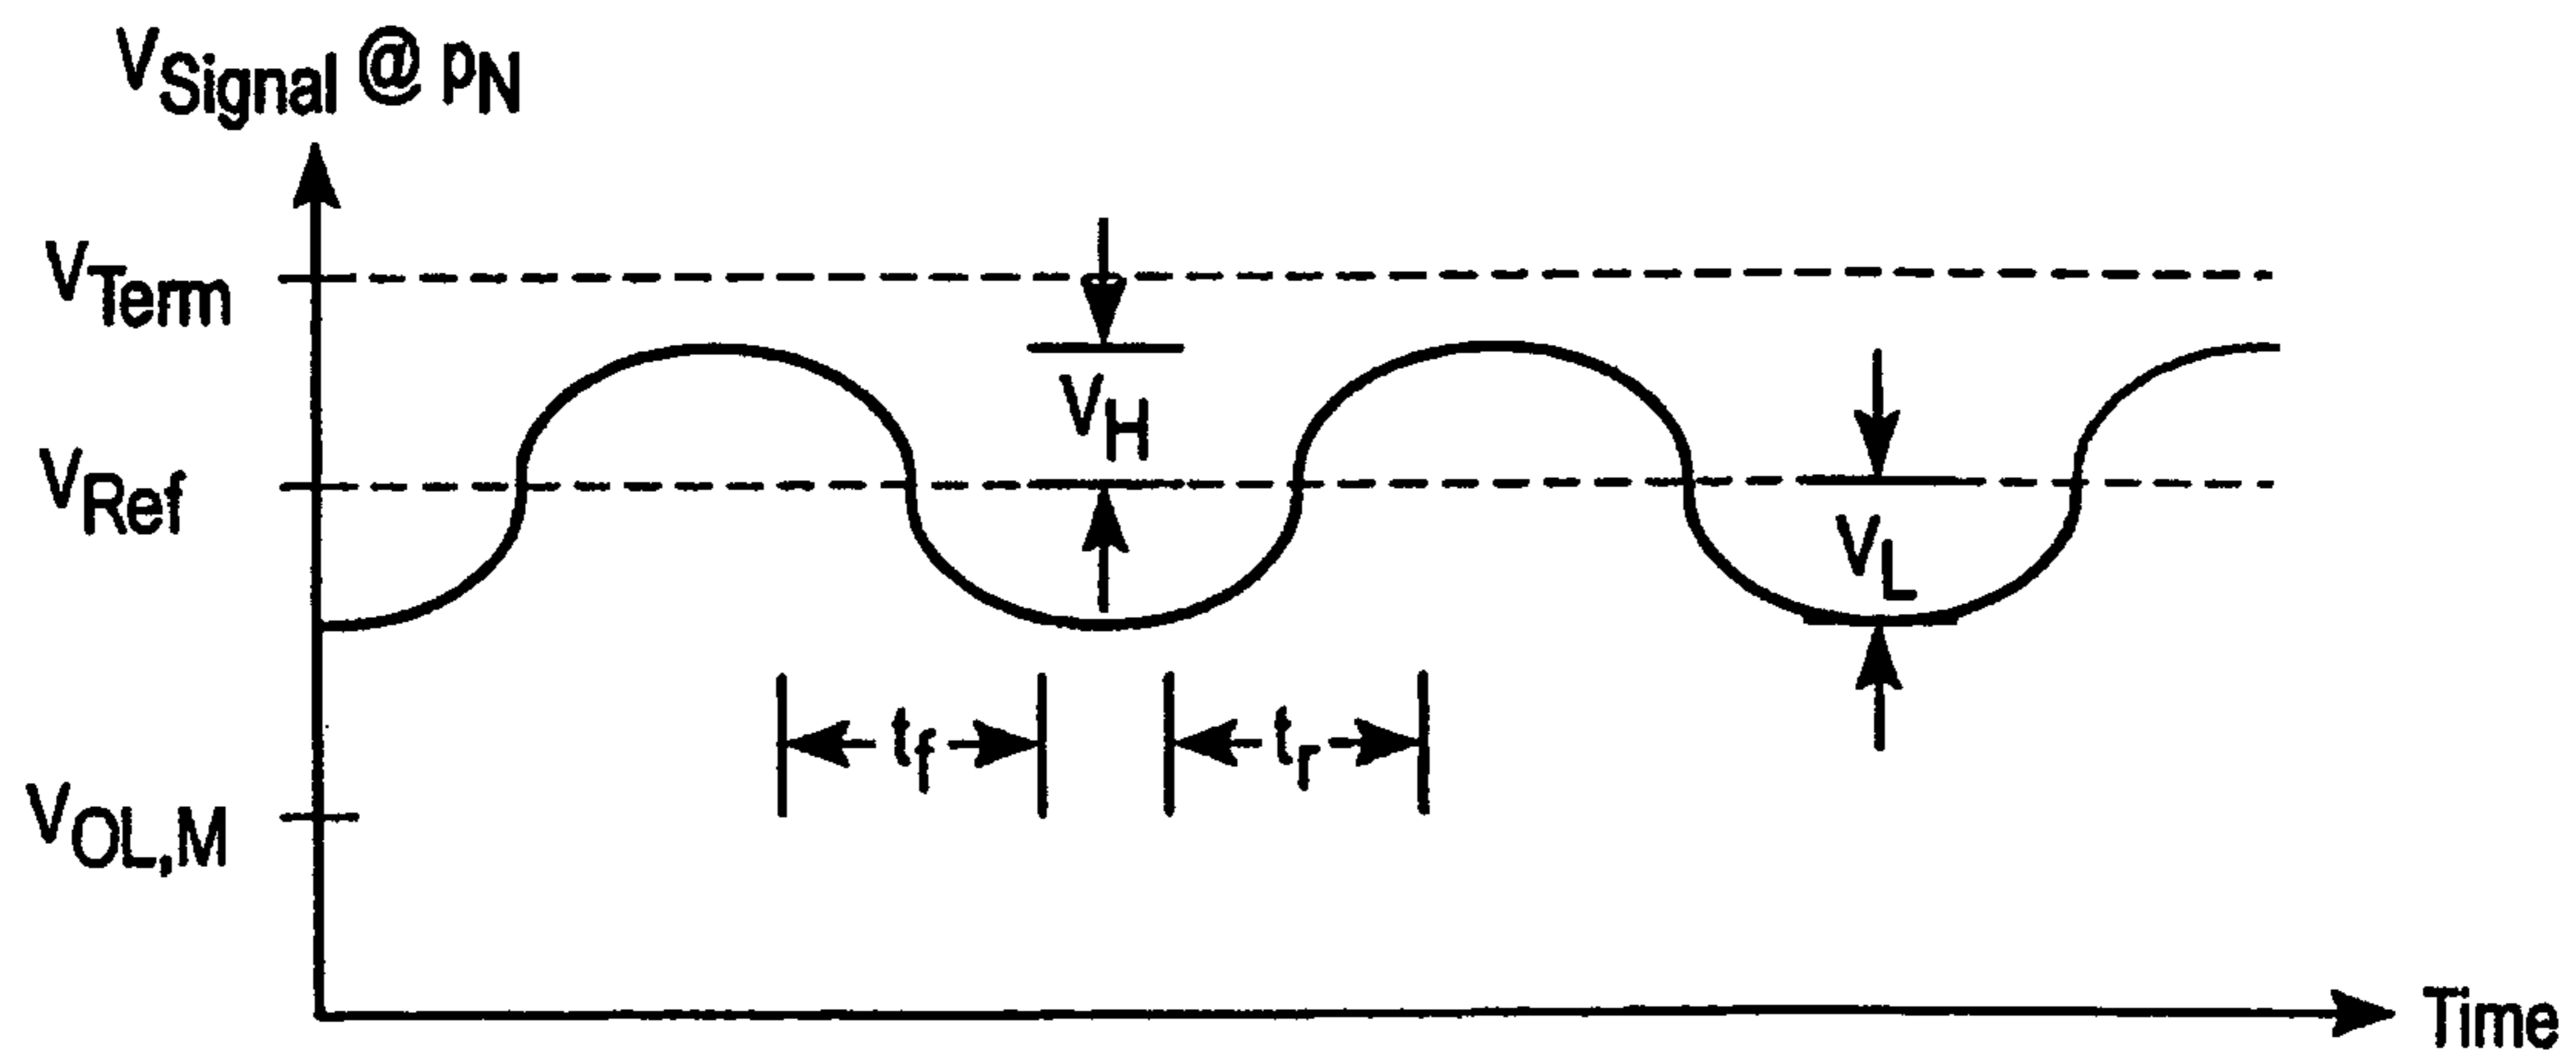 VSignal @ pN
VTerm
VH
VRef
VL
tf
tr
VOL,M
Time